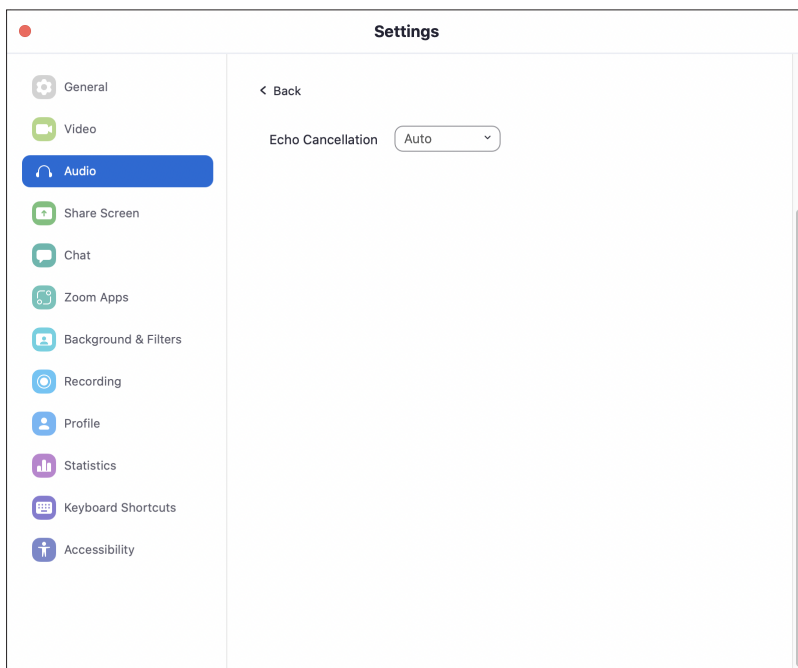 Settings
General
Video
Audio
Share Screen
Chat
Zoom Apps
Background & Filters
Recording
Profile
Statistics
Keyboard Shortcuts
Accessibility
Back
Echo Cancellation Auto